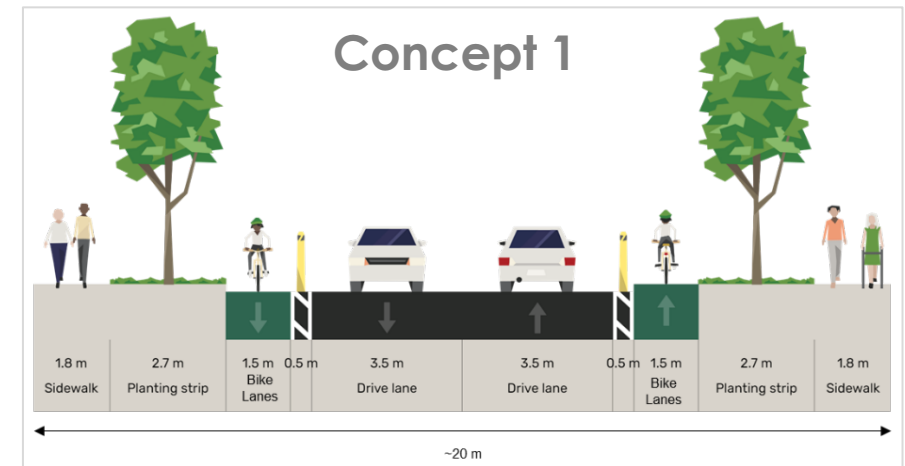 Concept 1
1.8 m 2.7 m 1.5 m 0.5 m 3.5 m 3.5 m 0.5 m 1.5 m 2.7 m 1.8 m
Sidewalk Planting strip Bike Lanes Drive lane Drive lane Bike Lanes Planting strip Sidewalk
~20 m